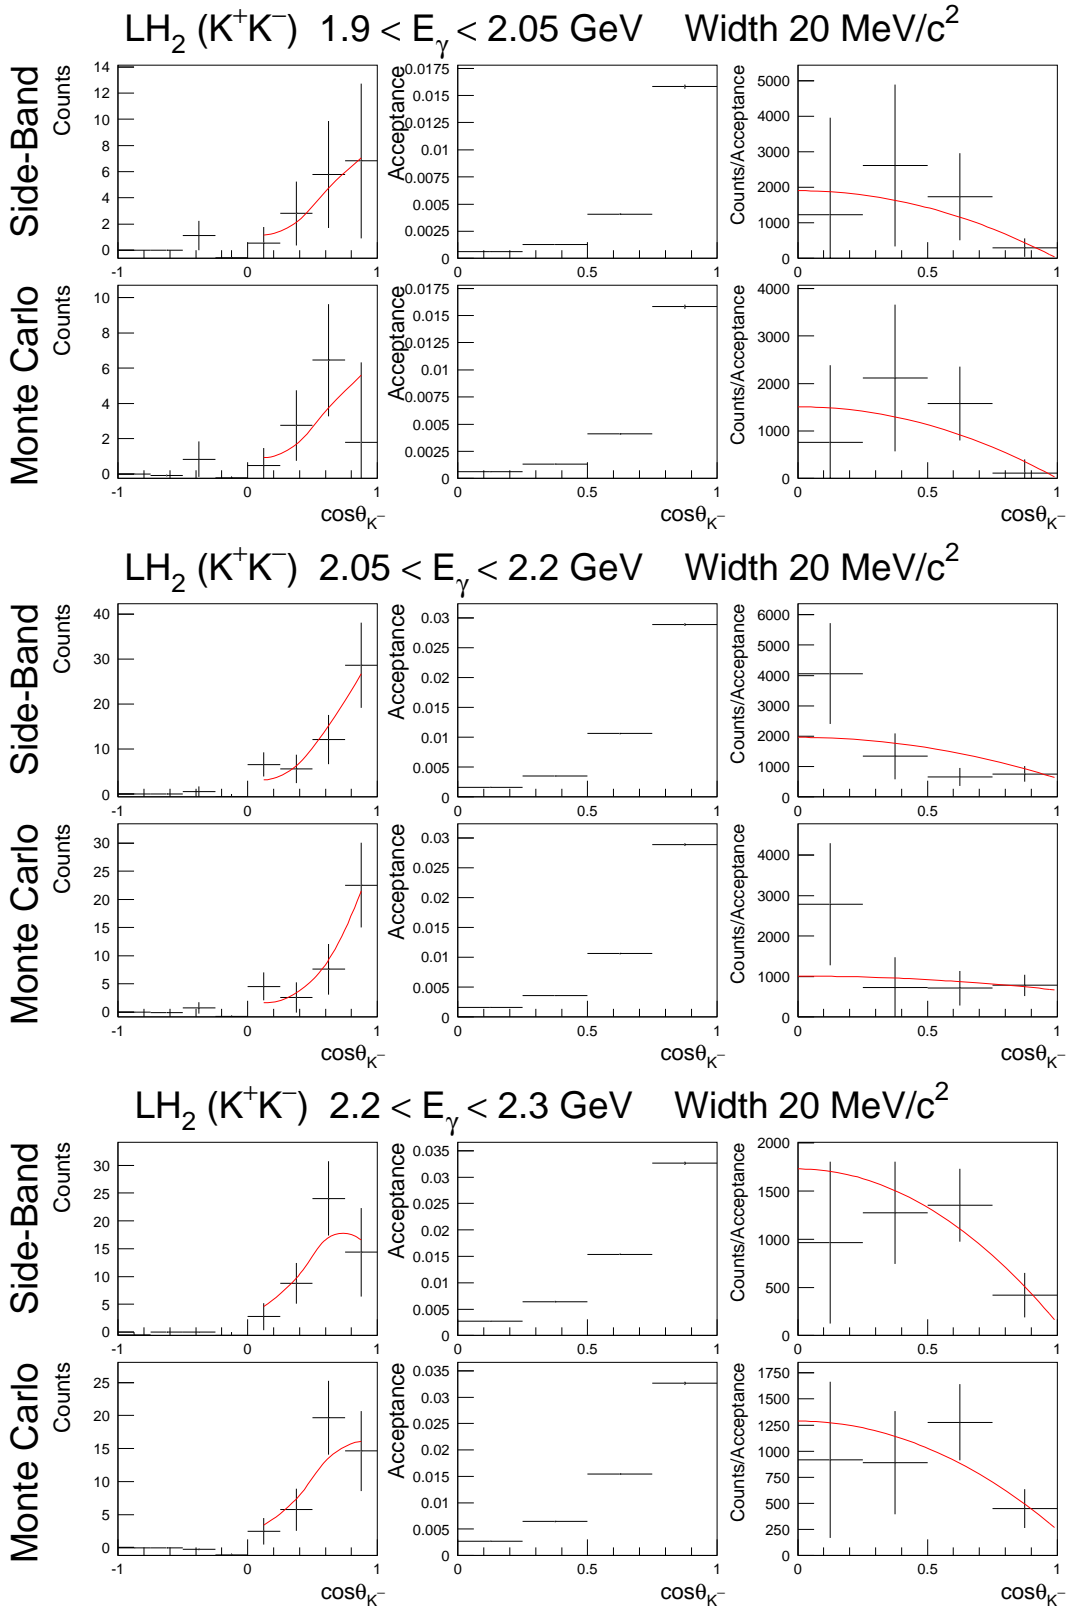 LH₂ (K⁺K⁻) 1.9 < E_γ < 2.05 GeV Width 20 MeV/c²
Side-Band
Counts
14
12
10
8
6
4
2
0
-1 0 1
Acceptance
0.0175
0.015
0.0125
0.01
0.0075
0.005
0.0025
0
0 0.5 1
Counts/Acceptance
5000
4000
3000
2000
1000
0
0 0.5 1
Monte Carlo
Counts
10
8
6
4
2
0
-1 0 1
cosθ_K⁻
Acceptance
0.0175
0.015
0.0125
0.01
0.0075
0.005
0.0025
0
0 0.5 1
cosθ_K⁻
Counts/Acceptance
4000
3000
2000
1000
0
0 0.5 1
cosθ_K⁻
LH₂ (K⁺K⁻) 2.05 < E_γ < 2.2 GeV Width 20 MeV/c²
Side-Band
Counts
40
30
20
10
0
-1 0 1
Acceptance
0.03
0.025
0.02
0.015
0.01
0.005
0
0 0.5 1
Counts/Acceptance
6000
5000
4000
3000
2000
1000
0
0 0.5 1
Monte Carlo
Counts
30
25
20
15
10
5
0
-1 0 1
cosθ_K⁻
Acceptance
0.03
0.025
0.02
0.015
0.01
0.005
0
0 0.5 1
cosθ_K⁻
Counts/Acceptance
4000
3000
2000
1000
0
0 0.5 1
cosθ_K⁻
LH₂ (K⁺K⁻) 2.2 < E_γ < 2.3 GeV Width 20 MeV/c²
Side-Band
Counts
30
25
20
15
10
5
0
-1 0 1
Acceptance
0.035
0.03
0.025
0.02
0.015
0.01
0.005
0
0 0.5 1
Counts/Acceptance
2000
1500
1000
500
0
0 0.5 1
Monte Carlo
Counts
25
20
15
10
5
0
-1 0 1
cosθ_K⁻
Acceptance
0.035
0.03
0.025
0.02
0.015
0.01
0.005
0
0 0.5 1
cosθ_K⁻
Counts/Acceptance
1750
1500
1250
1000
750
500
250
0
0 0.5 1
cosθ_K⁻